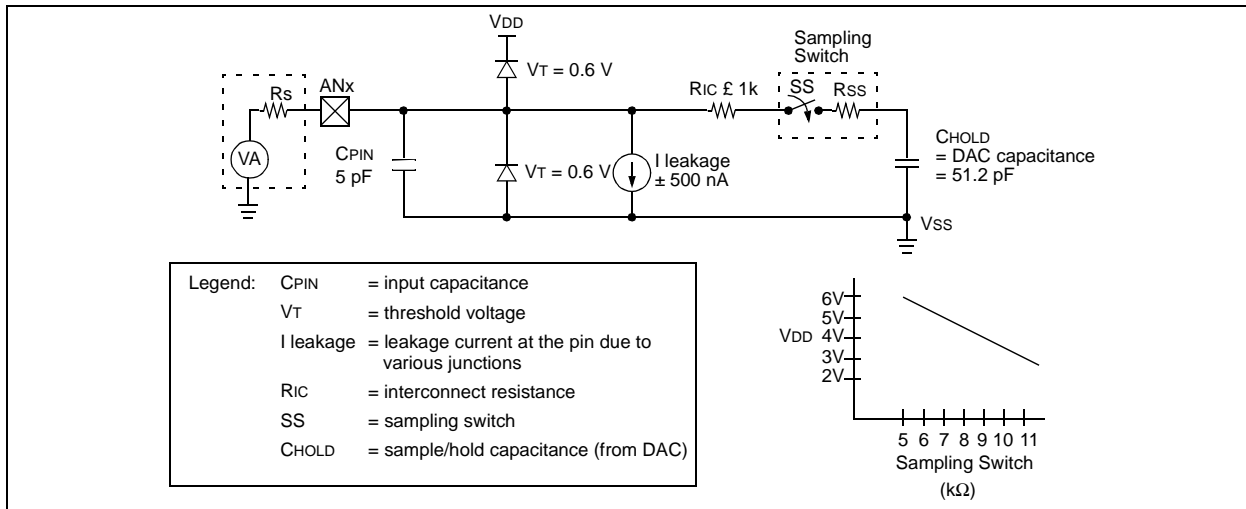 VDD
Sampling
Switch
VT = 0.6 V
Rs
ANx
RIC £ 1k
SS
RSS
CHOLD
= DAC capacitance
= 51.2 pF
VA
CPIN
5 pF
VT = 0.6 V
I leakage
± 500 nA
VSS
Legend:
CPIN = input capacitance
VT = threshold voltage
I leakage = leakage current at the pin due to
various junctions
RIC = interconnect resistance
SS = sampling switch
CHOLD = sample/hold capacitance (from DAC)
6V
5V
VDD 4V
3V
2V
5 6 7 8 9 10 11
Sampling Switch
(kΩ)